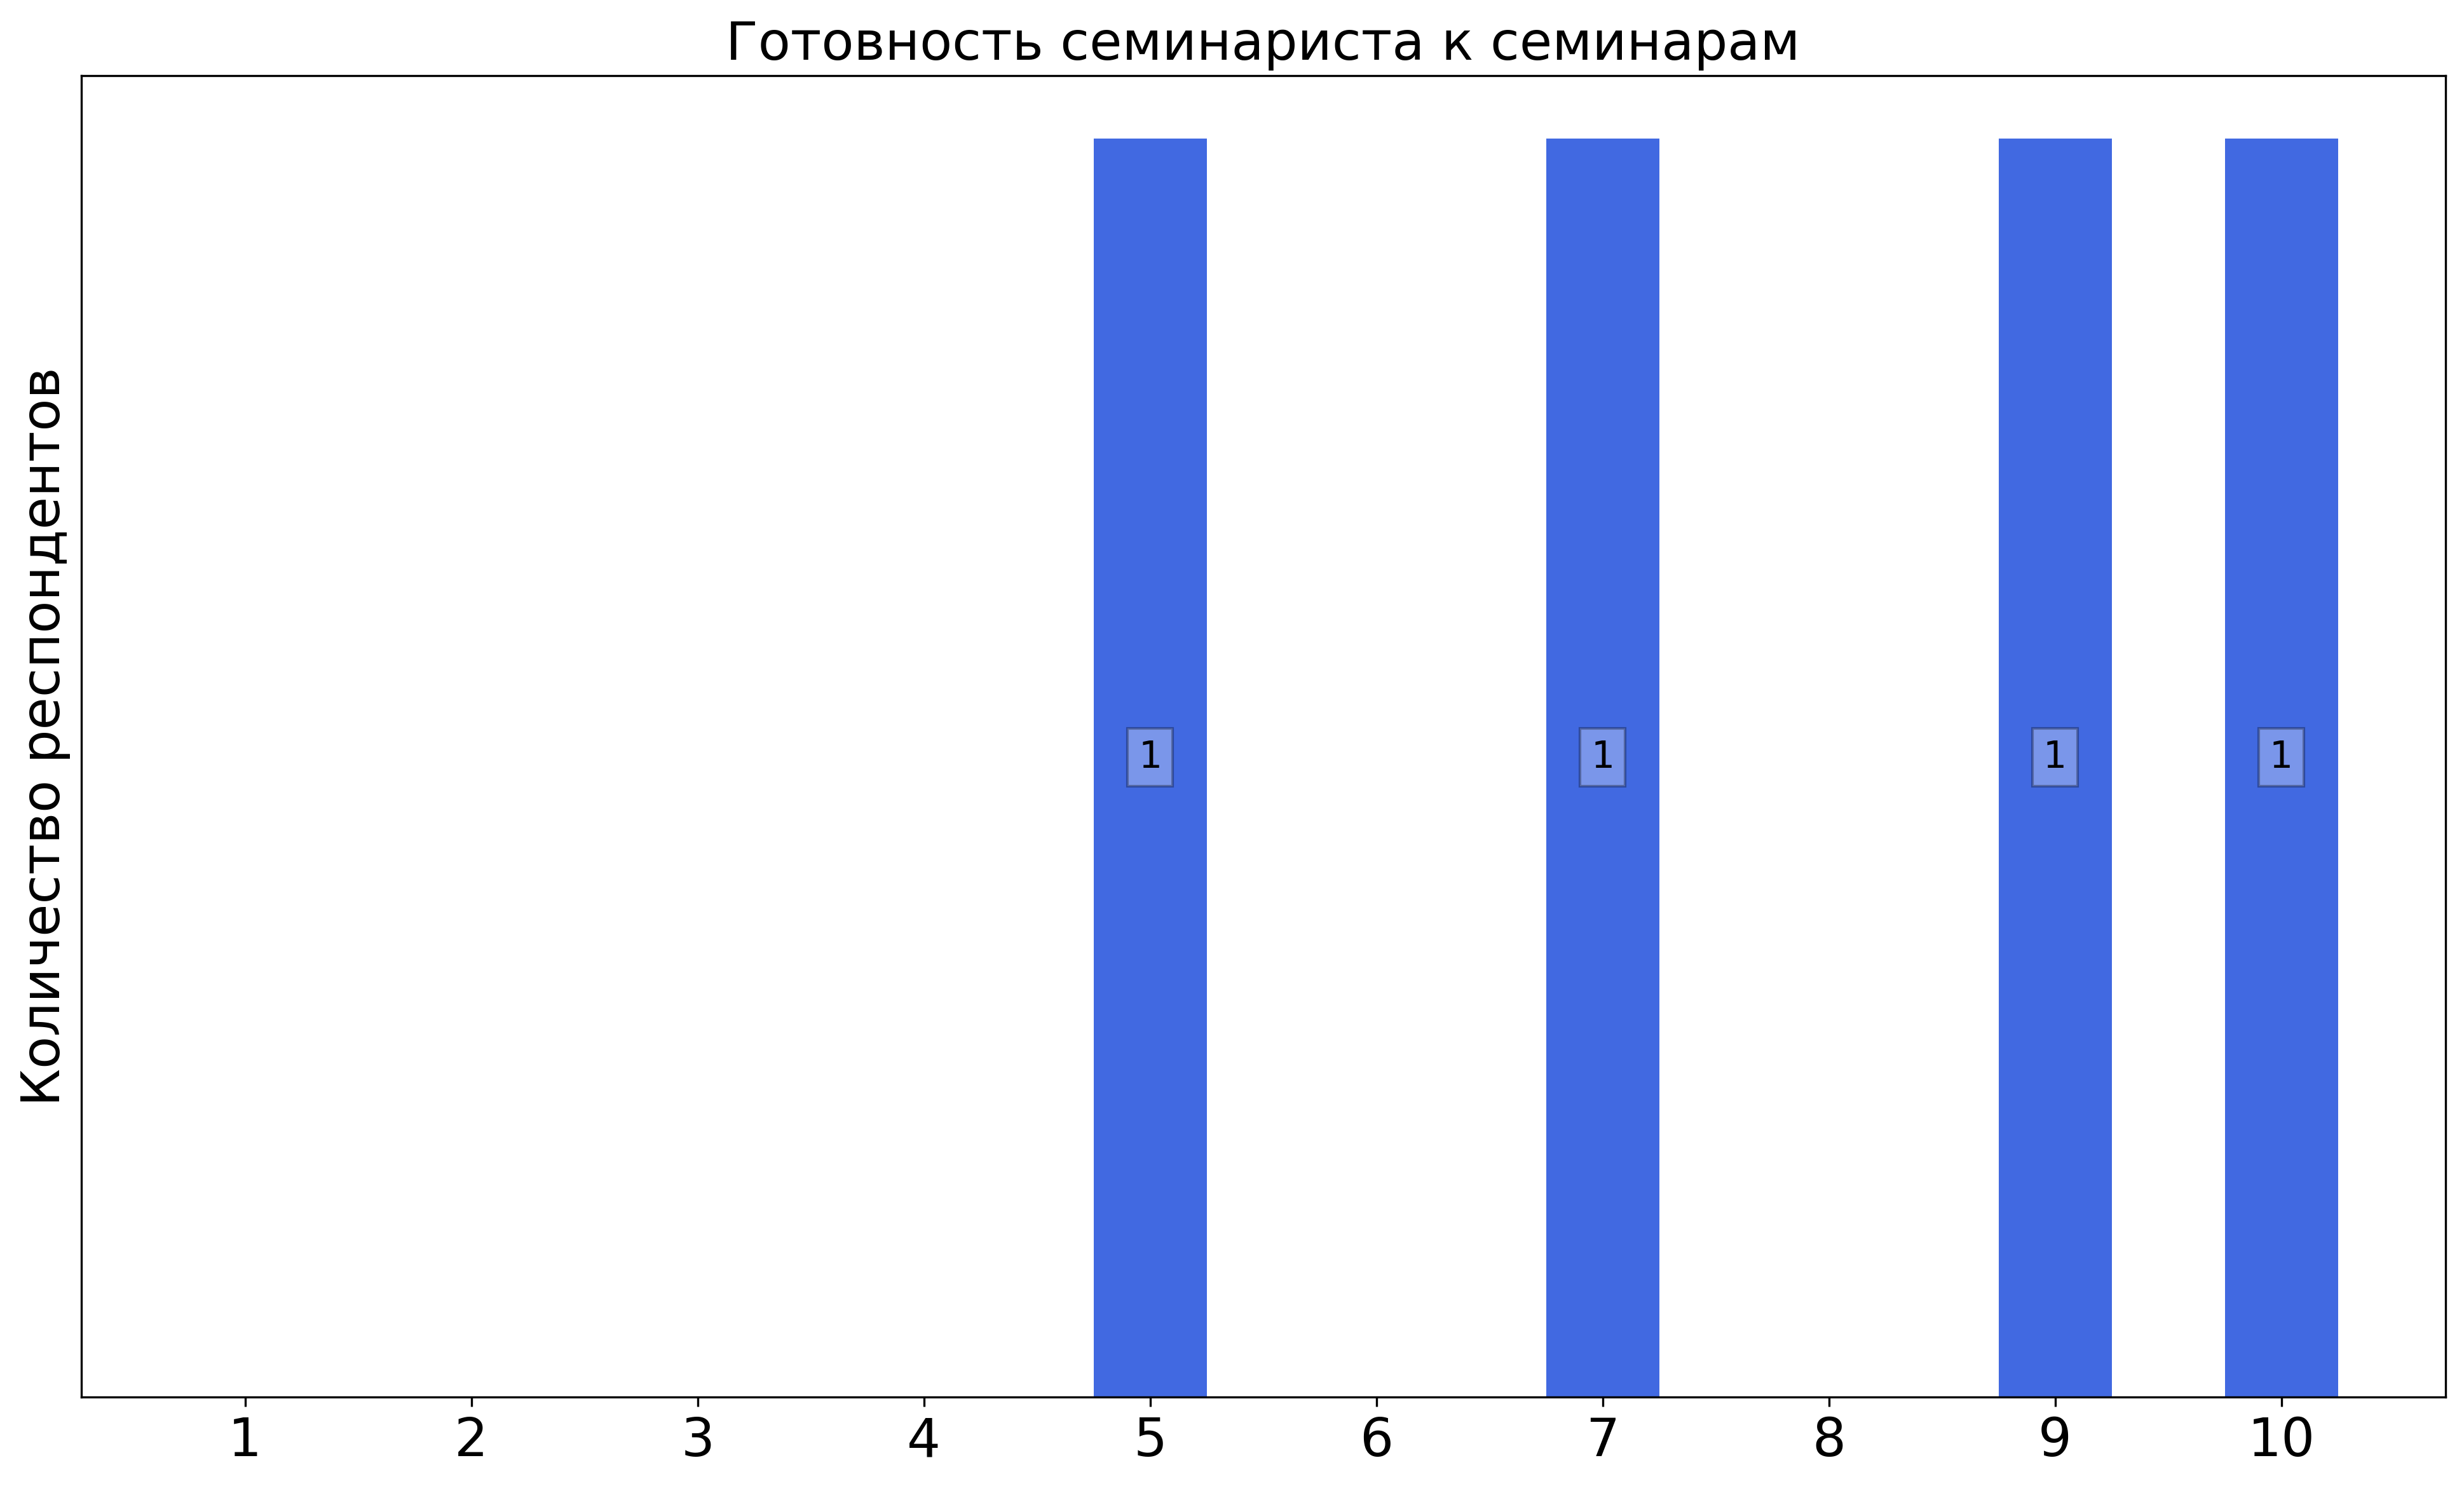 Готовность семинариста к семинарам
Количество респондентов
1 1 1 1
1 2 3 4 5 6 7 8 9 10